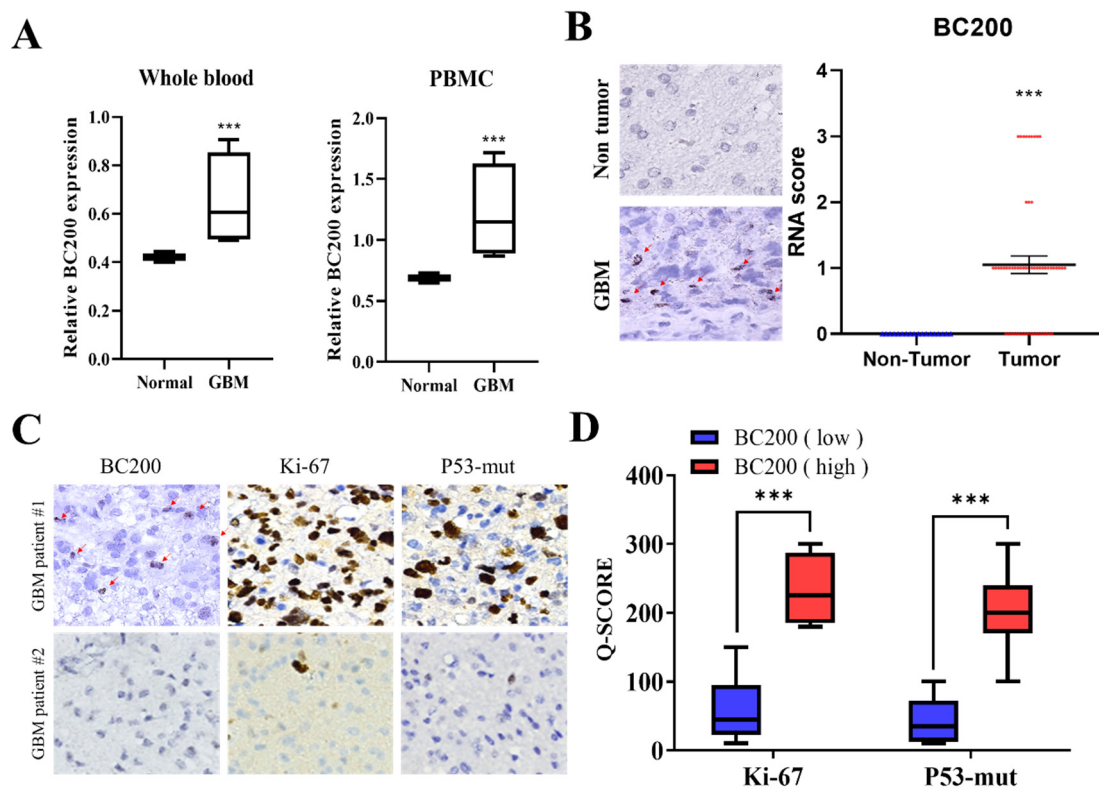 A
Whole blood
Relative BC200 expression
1.0
0.8
0.6
0.4
0.2
0.0
***
Normal
GBM
PBMC
Relative BC200 expression
2.0
1.5
1.0
0.5
0.0
***
Normal
GBM
B
Non tumor
GBM
BC200
RNA score
4
3
2
1
0
***
Non-Tumor
Tumor
C
BC200
Ki-67
P53-mut
GBM patient #1
GBM patient #2
D
BC200 ( low )
BC200 ( high )
Q-SCORE
400
300
200
100
0
***
***
Ki-67
P53-mut